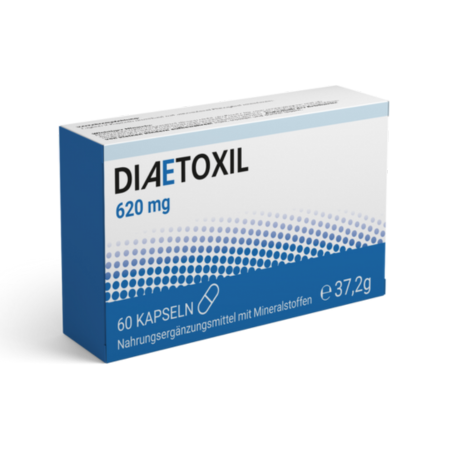 DIAETOXIL
620 mg
60 KAPSELN
Nahrungsergänzungsmittel mit Mineralstoffen
℮ 37,2g